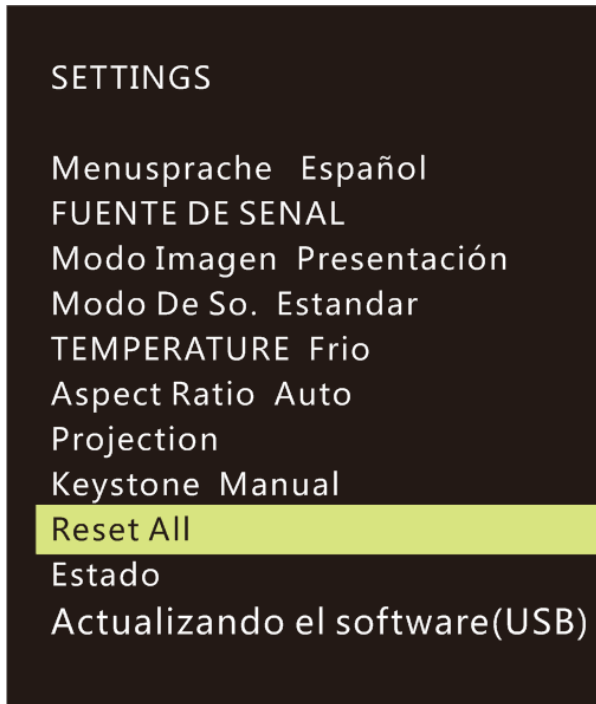 SETTINGS
Menusprache Español
FUENTE DE SENAL
Modo Imagen Presentación
Modo De So. Estandar
TEMPERATURE Frio
Aspect Ratio Auto
Projection
Keystone Manual
Reset All
Estado
Actualizando el software(USB)